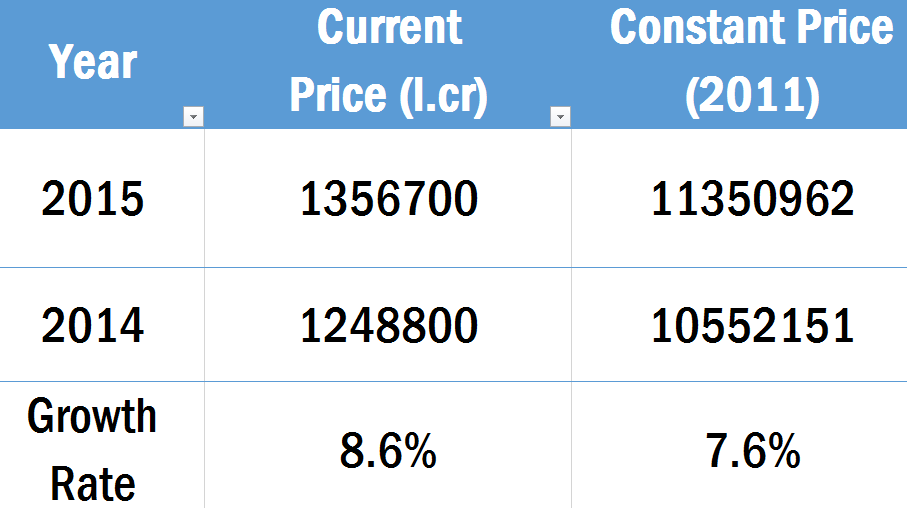 Year
Current
Price (l.cr)
Constant Price
(2011)
2015
1356700
11350962
2014
1248800
10552151
Growth
Rate
8.6%
7.6%